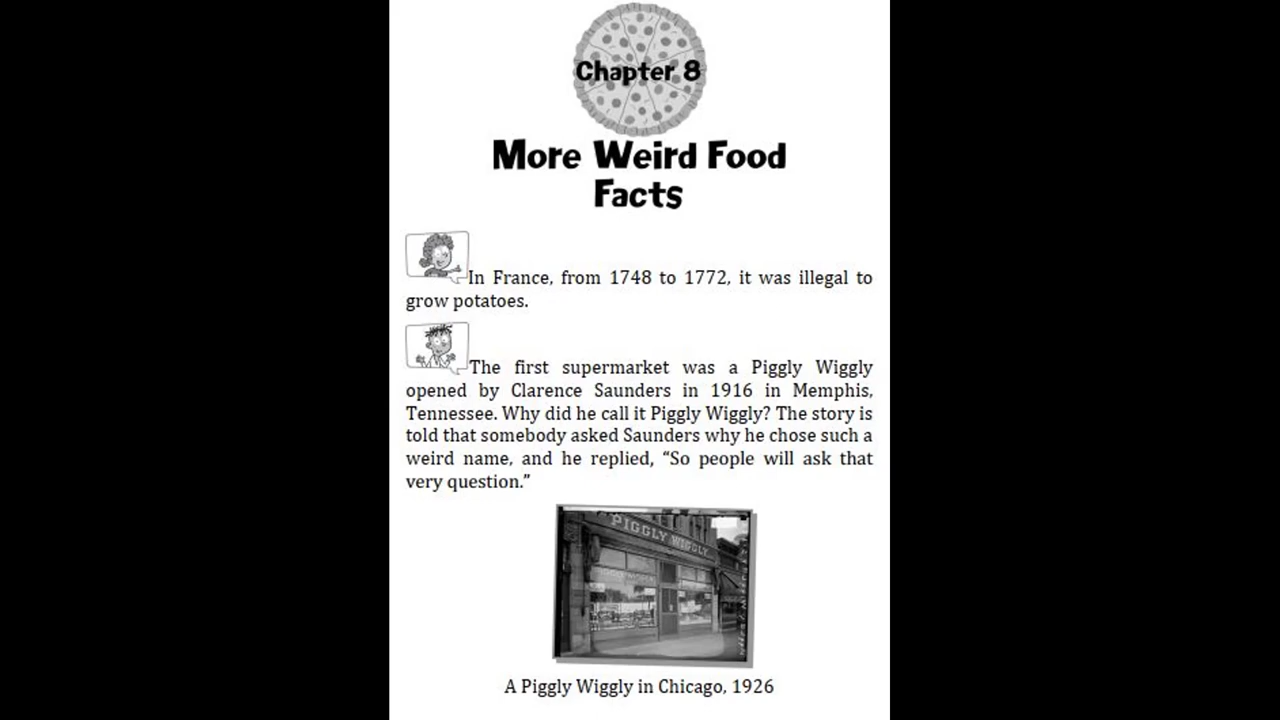 Chapter 8
More Weird Food
Facts
In France, from 1748 to 1772, it was illegal to
grow potatoes.
The first supermarket was a Piggly Wiggly
opened by Clarence Saunders in 1916 in Memphis,
Tennessee. Why did he call it Piggly Wiggly? The story is
told that somebody asked Saunders why he chose such a
weird name, and he replied, “So people will ask that
very question.”
PIGGLY WIGGLY
A Piggly Wiggly in Chicago, 1926